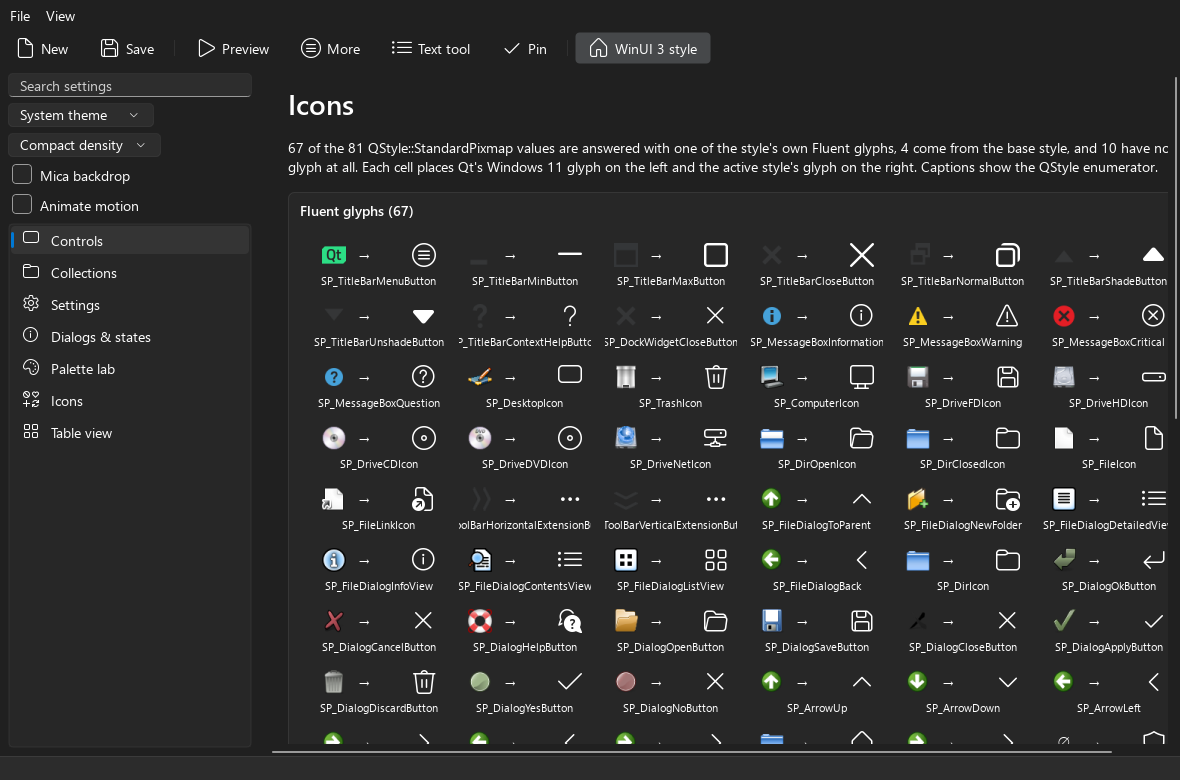 File View
New Save Preview More Text tool Pin WinUI 3 style
Search settings
System theme
Compact density
Mica backdrop
Animate motion
Controls
Collections
Settings
Dialogs & states
Palette lab
Icons
Table view
Icons
67 of the 81 QStyle::StandardPixmap values are answered with one of the style's own Fluent glyphs, 4 come from the base style, and 10 have no
glyph at all. Each cell places Qt's Windows 11 glyph on the left and the active style's glyph on the right. Captions show the QStyle enumerator.
Fluent glyphs (67)
Qt → → → → → →
SP_TitleBarMenuButton SP_TitleBarMinButton SP_TitleBarMaxButton SP_TitleBarCloseButton SP_TitleBarNormalButton SP_TitleBarShadeButton
→ → → → → →
SP_TitleBarUnshadeButton P_TitleBarContextHelpButto SP_DockWidgetCloseButton SP_MessageBoxInformation SP_MessageBoxWarning SP_MessageBoxCritical
→ → → → → →
SP_MessageBoxQuestion SP_DesktopIcon SP_TrashIcon SP_ComputerIcon SP_DriveFDIcon SP_DriveHDIcon
→ → → → → →
SP_DriveCDIcon SP_DriveDVDIcon SP_DriveNetIcon SP_DirOpenIcon SP_DirClosedIcon SP_FileIcon
→ → → → → →
SP_FileLinkIcon olBarHorizontalExtensionB ToolBarVerticalExtensionBut SP_FileDialogToParent SP_FileDialogNewFolder SP_FileDialogDetailedView
→ → → → → →
SP_FileDialogInfoView SP_FileDialogContentsView SP_FileDialogListView SP_FileDialogBack SP_DirIcon SP_DialogOkButton
→ → → → → →
SP_DialogCancelButton SP_DialogHelpButton SP_DialogOpenButton SP_DialogSaveButton SP_DialogCloseButton SP_DialogApplyButton
→ → → → → →
SP_DialogDiscardButton SP_DialogYesButton SP_DialogNoButton SP_ArrowUp SP_ArrowDown SP_ArrowLeft